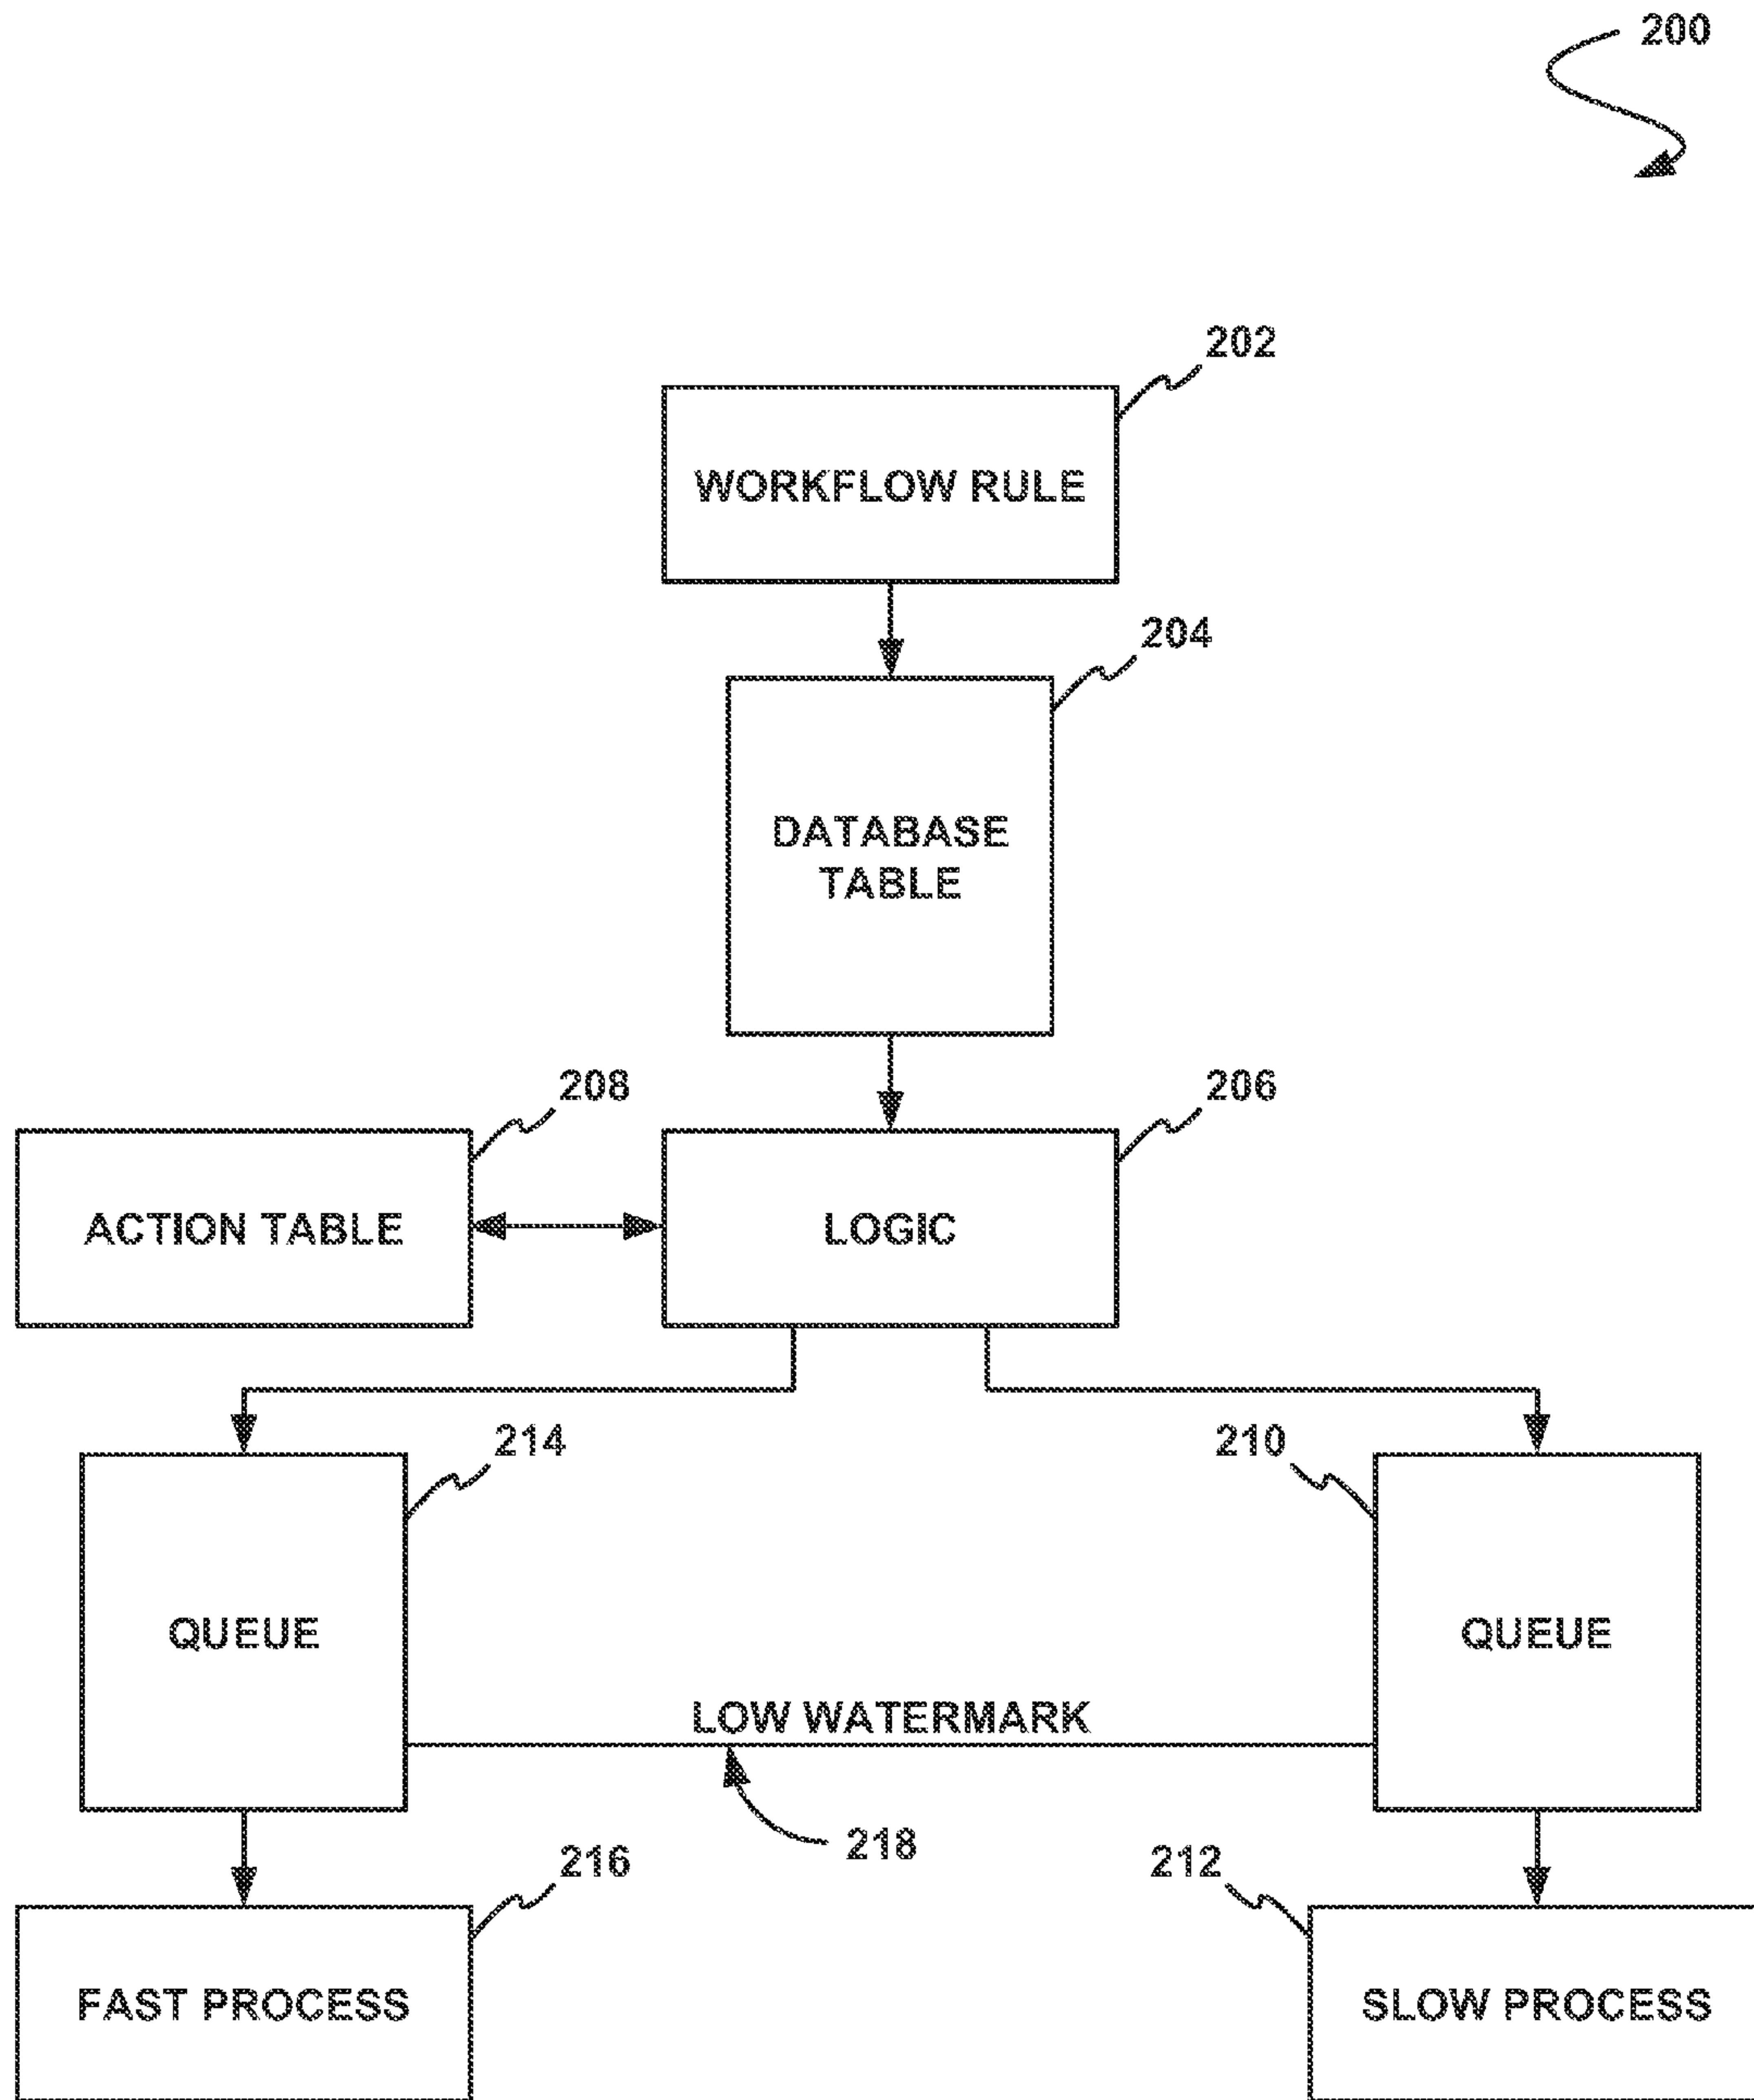 200
202
WORKFLOW RULE
204
DATABASE
TABLE
208
206
ACTION TABLE
LOGIC
214
210
QUEUE
QUEUE
LOW WATERMARK
218
216
212
FAST PROCESS
SLOW PROCESS